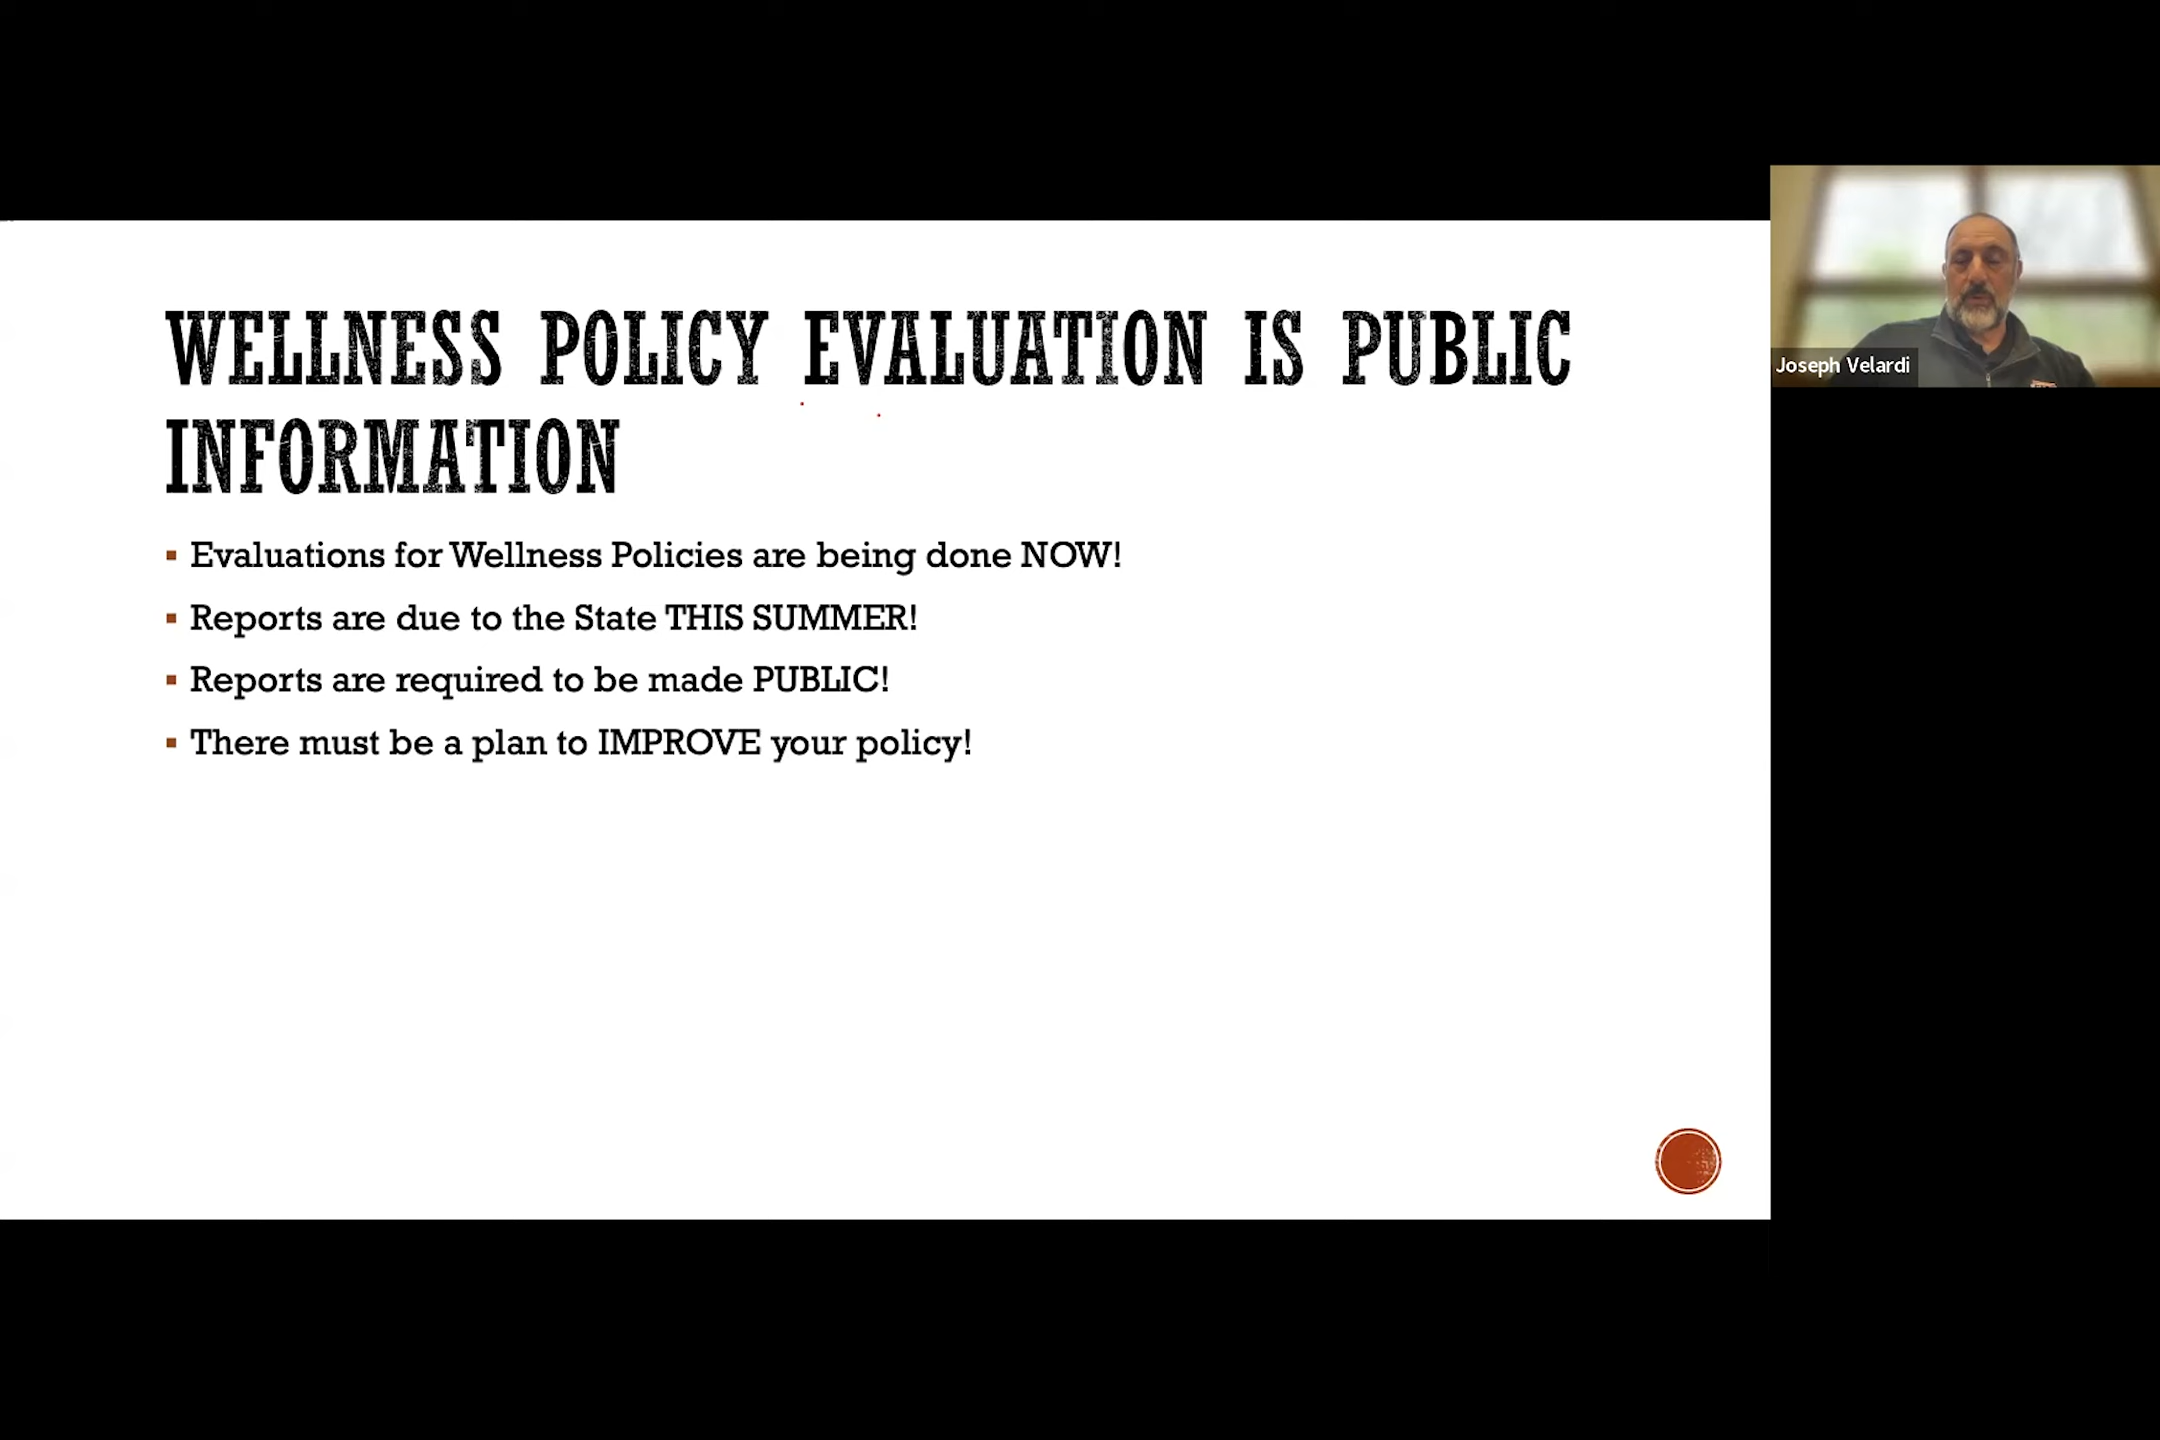 WELLNESS POLICY EVALUATION IS PUBLIC
INFORMATION
▪ Evaluations for Wellness Policies are being done NOW!
▪ Reports are due to the State THIS SUMMER!
▪ Reports are required to be made PUBLIC!
▪ There must be a plan to IMPROVE your policy!
Joseph Velardi